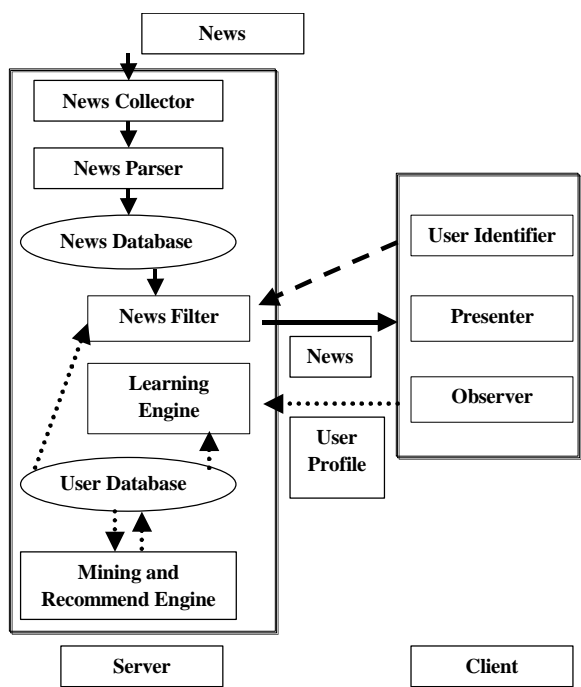 News
News Collector
News Parser
News Database
User Identifier
News Filter
Presenter
News
Learning
Engine
Observer
User
Profile
User Database
Mining and
Recommend Engine
Server
Client